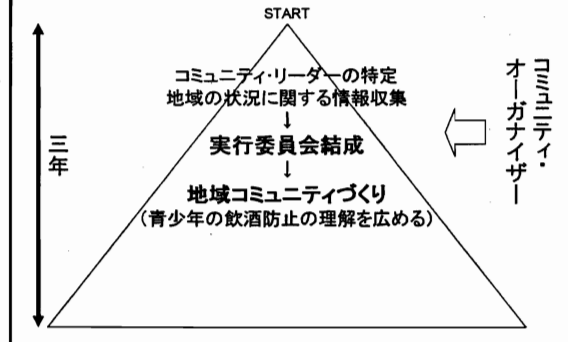 START
コミュニティ・リーダーの特定
地域の状況に関する情報収集
↓
実行委員会結成
↓
地域コミュニティづくり
（青少年の飲酒防止の理解を広める）
三年
コミュニティ・
オーガナイザー